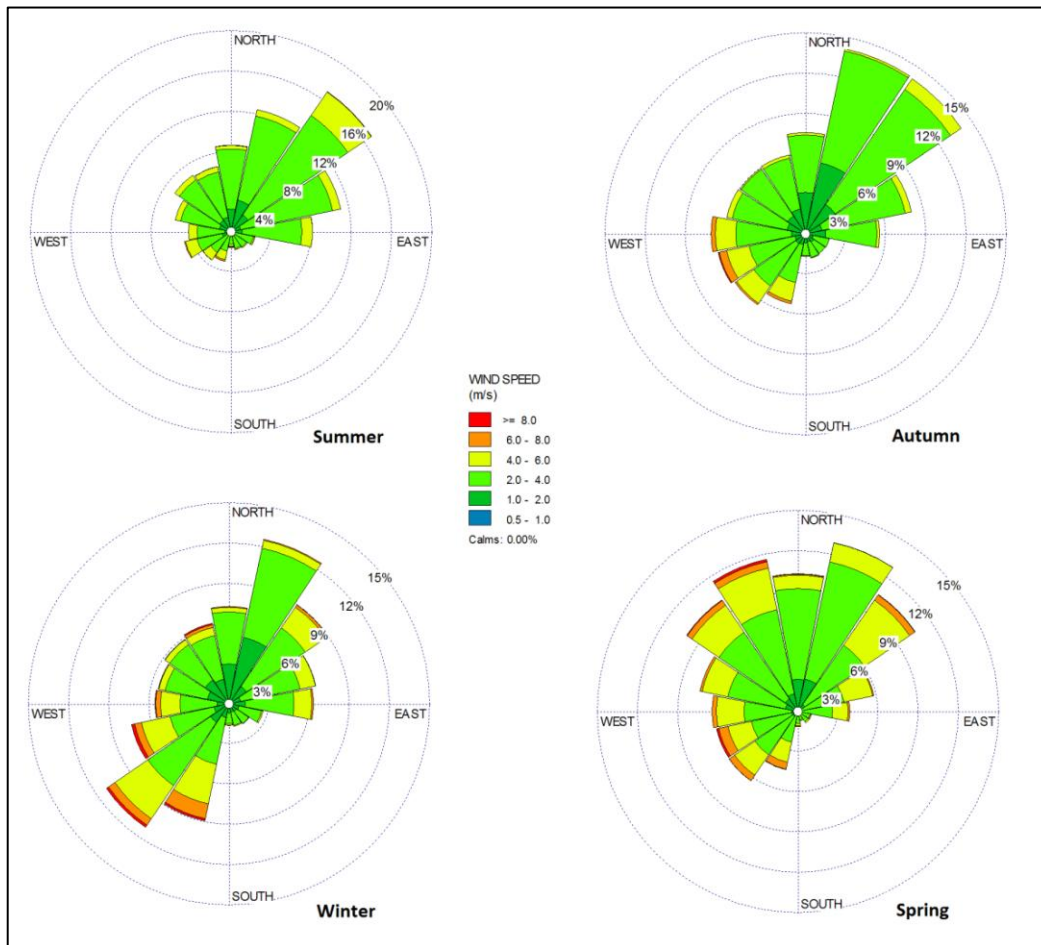 NORTH
20%
16%
12%
8%
4%
WEST
EAST
SOUTH
Summer
NORTH
15%
12%
9%
6%
3%
WEST
EAST
SOUTH
Autumn
WIND SPEED
(m/s)
>= 8.0
6.0 - 8.0
4.0 - 6.0
2.0 - 4.0
1.0 - 2.0
0.5 - 1.0
Calms: 0.00%
NORTH
15%
12%
9%
6%
3%
WEST
EAST
SOUTH
Winter
NORTH
15%
12%
9%
6%
3%
WEST
EAST
SOUTH
Spring